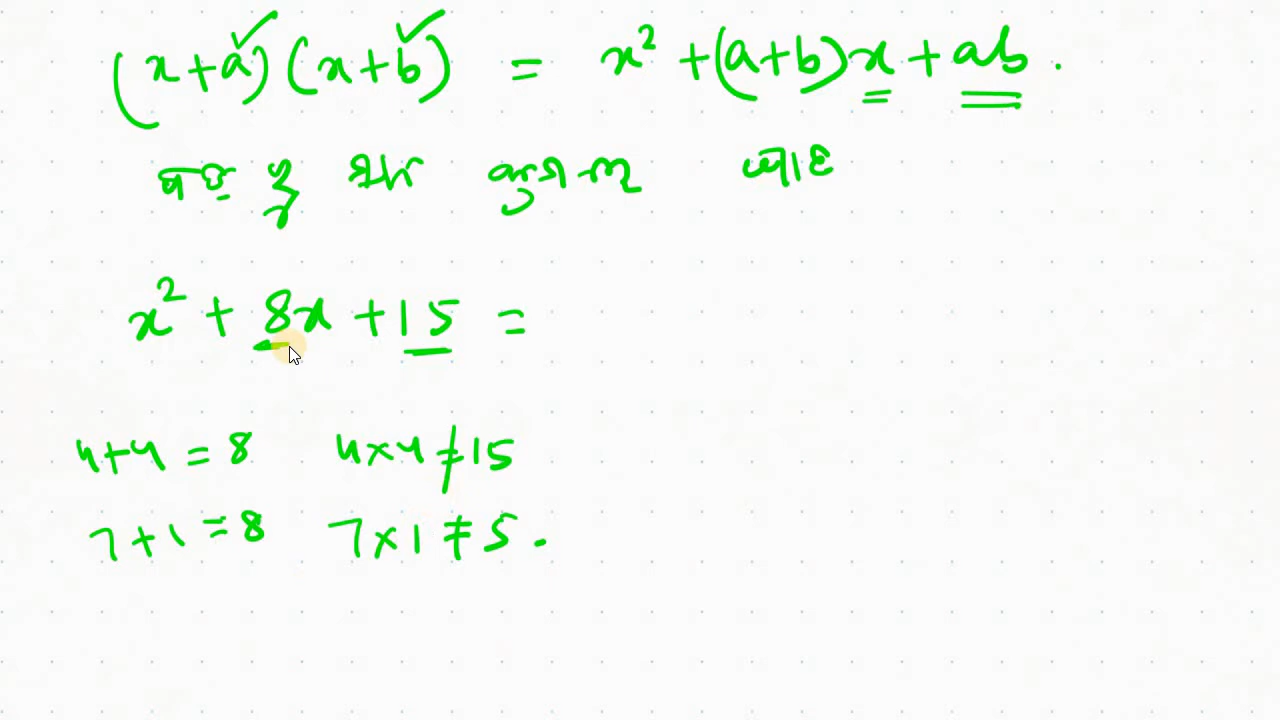 (x+a)(x+b) = x² +(a+b)x+ab.
x² + 8x +15 =
4+4 = 8 4×4≠15
7+1=8 7×1≠5.